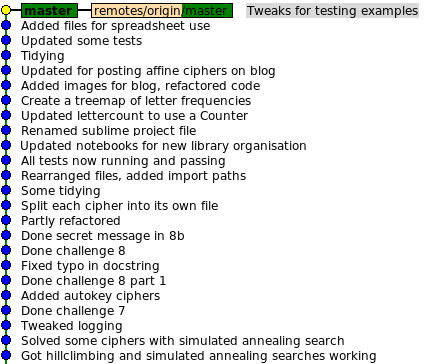 master remotes/origin/master Tweaks for testing examples
Added files for spreadsheet use
Updated some tests
Tidying
Updated for posting affine ciphers on blog
Added images for blog, refactored code
Create a treemap of letter frequencies
Updated lettercount to use a Counter
Renamed sublime project file
Updated notebooks for new library organisation
All tests now running and passing
Rearranged files, added import paths
Some tidying
Split each cipher into its own file
Partly refactored
Done secret message in 8b
Done challenge 8
Fixed typo in docstring
Done challenge 8 part 1
Added autokey ciphers
Done challenge 7
Tweaked logging
Solved some ciphers with simulated annealing search
Got hillclimbing and simulated annealing searches working